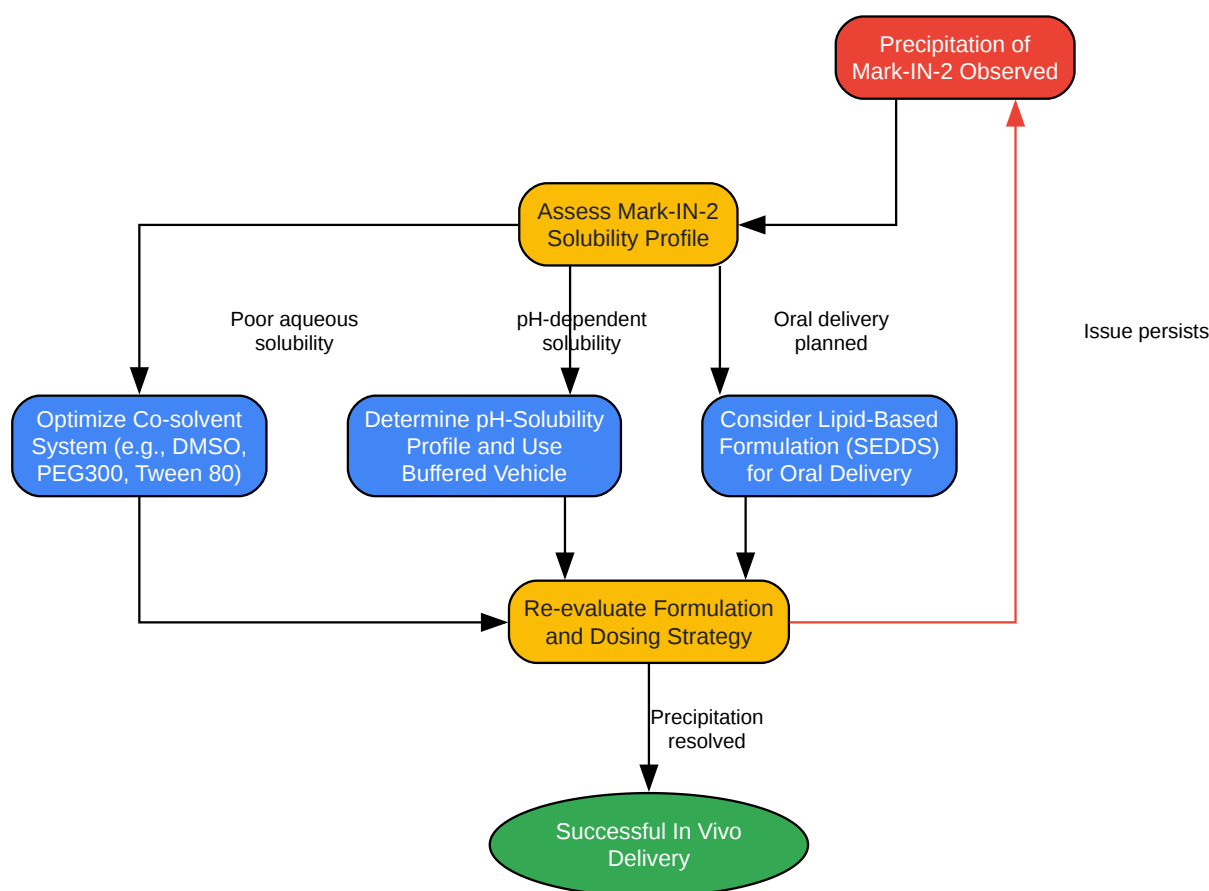 Precipitation of
Mark-IN-2 Observed
Assess Mark-IN-2
Solubility Profile
Poor aqueous
solubility
pH-dependent
solubility
Oral delivery
planned
Issue persists
Optimize Co-solvent
System (e.g., DMSO,
PEG300, Tween 80)
Determine pH-Solubility
Profile and Use
Buffered Vehicle
Consider Lipid-Based
Formulation (SEDDS)
for Oral Delivery
Re-evaluate Formulation
and Dosing Strategy
Precipitation
resolved
Successful In Vivo
Delivery